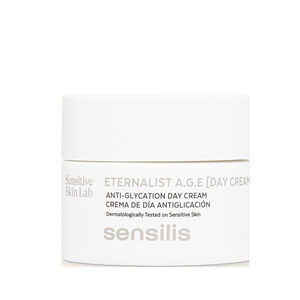 Sensitive
Skin Lab
ETERNALIST A.G.E [DAY CREAM
ANTI-GLYCATION DAY CREAM
CREMA DE DÍA ANTIGLICACIÓN
Dermatologically Tested on Sensitive Skin
sensilis